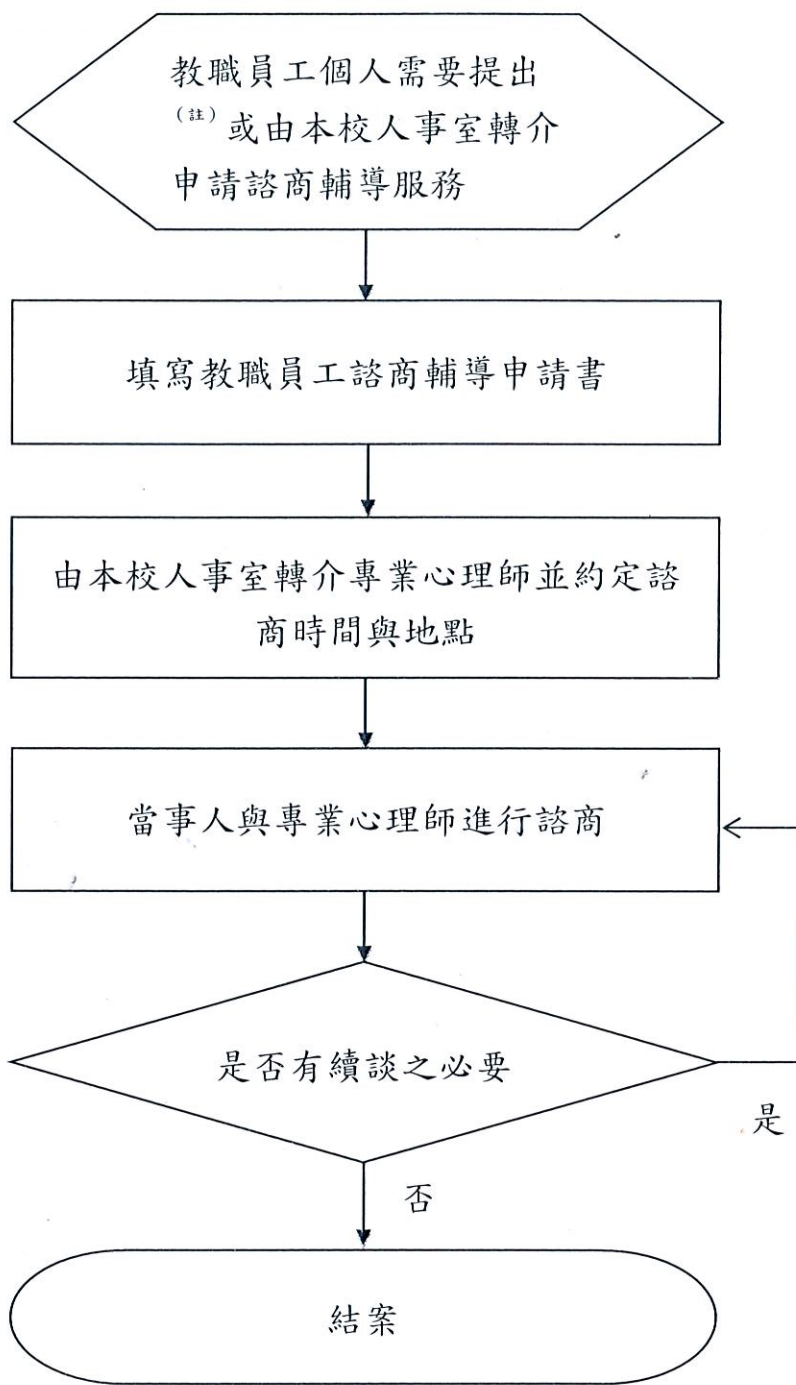 教職員工個人需要提出
(註)或由本校人事室轉介
申請諮商輔導服務
填寫教職員工諮商輔導申請書
由本校人事室轉介專業心理師並約定諮
商時間與地點
當事人與專業心理師進行諮商
是否有續談之必要
是
否
結案